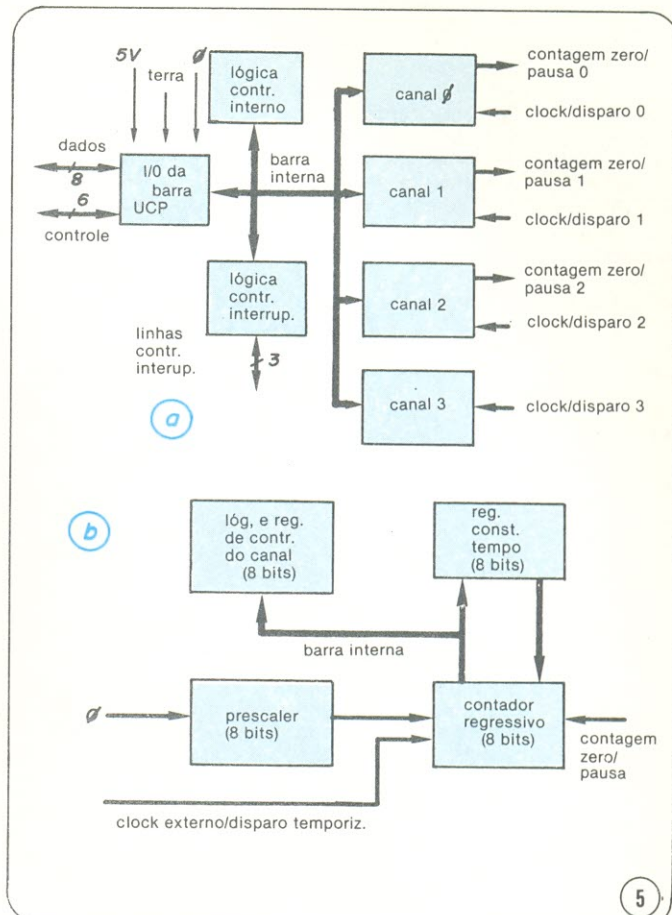 5V
terra
ø
lógica
contr.
interno
dados
8
6
controle
I/0 da
barra
UCP
barra
interna
lógica
contr.
interrup.
linhas
contr.
interup.
3
a
canal ø
contagem zero/
pausa 0
clock/disparo 0
canal 1
contagem zero/
pausa 1
clock/disparo 1
canal 2
contagem zero/
pausa 2
clock/disparo 2
canal 3
clock/disparo 3
b
lóg, e reg.
de contr.
do canal
(8 bits)
reg.
const.
tempo
(8 bits)
barra interna
ø
prescaler
(8 bits)
contador
regressivo
(8 bits)
contagem
zero/
pausa
clock externo/disparo temporiz.
5